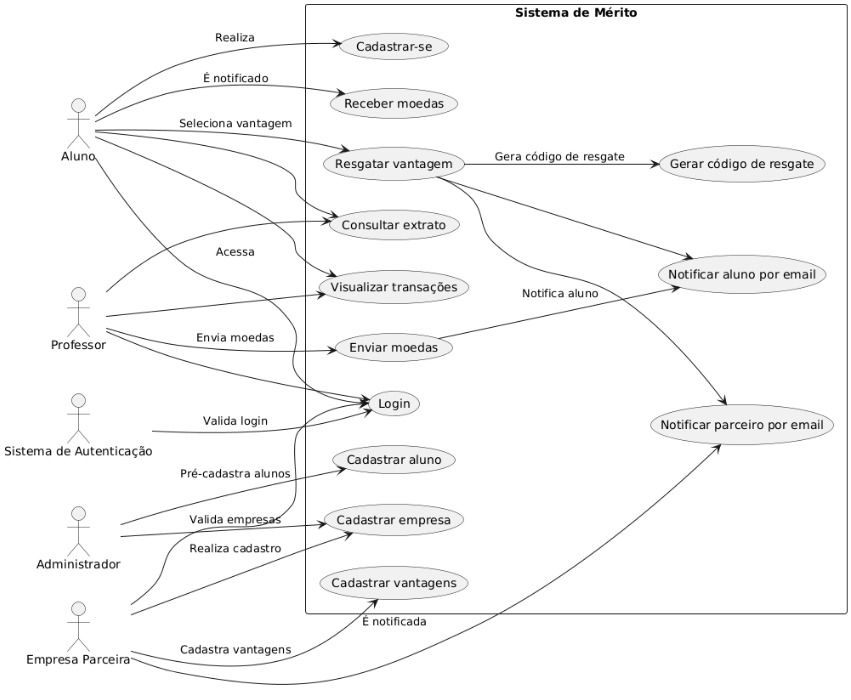 Sistema de Mérito
Realiza
Cadastrar-se
É notificado
Receber moedas
Aluno
Seleciona vantagem
Resgatar vantagem
Gera código de resgate
Gerar código de resgate
Consultar extrato
Acessa
Notificar aluno por email
Visualizar transações
Notifica aluno
Professor
Envia moedas
Enviar moedas
Login
Valida login
Notificar parceiro por email
Sistema de Autenticação
Cadastrar aluno
Pré-cadastra alunos
Valida empresas
Cadastrar empresa
Realiza cadastro
Administrador
Cadastrar vantagens
É notificada
Cadastra vantagens
Empresa Parceira